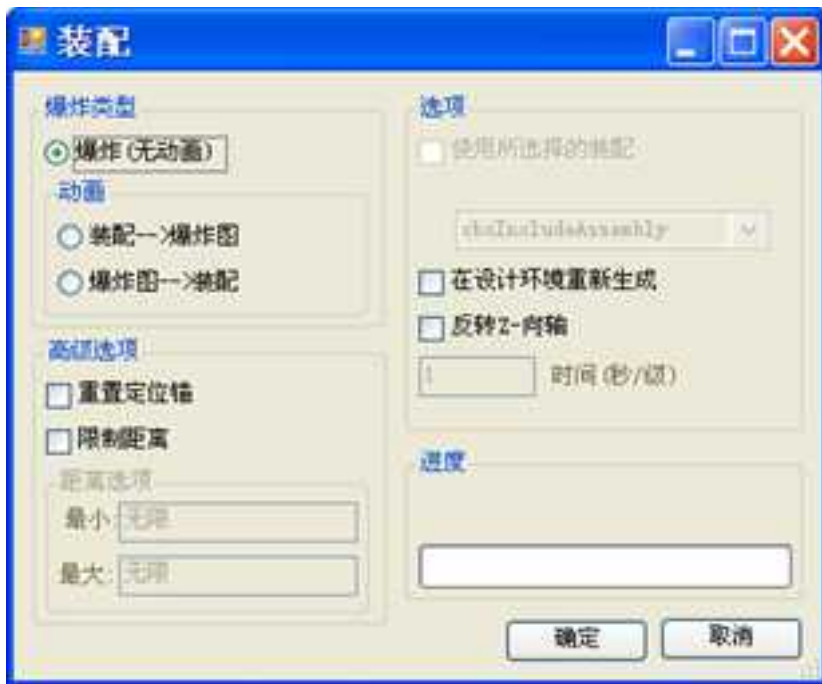 装配
爆炸类型
爆炸(无动画)
动画
装配-->爆炸图
爆炸图-->装配
高级选项
重置定位锚
限制距离
距离选项
最小: 无限
最大: 无限
选项
使用所选择的装配
在设计环境重新生成
反转Z-向轴
1 时间(秒/级)
进度
确定
取消